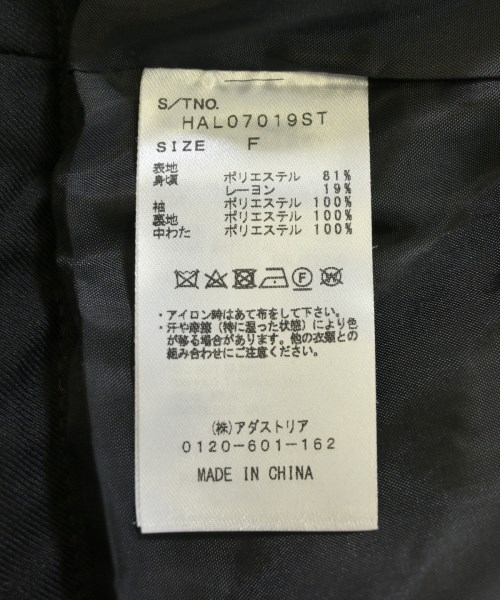 S/TNO.
HAL07019ST
SIZE F
表地
身頃 ポリエステル 81%
レーヨン 19%
袖 ポリエステル 100%
裏地 ポリエステル 100%
中わた ポリエステル 100%
F W
・アイロン時はあて布をして下さい。
・汗や摩擦（特に湿った状態）により色
が移る場合があります。他の衣類との
組み合わせにご注意ください。
(株)アダストリア
0120-601-162
MADE IN CHINA